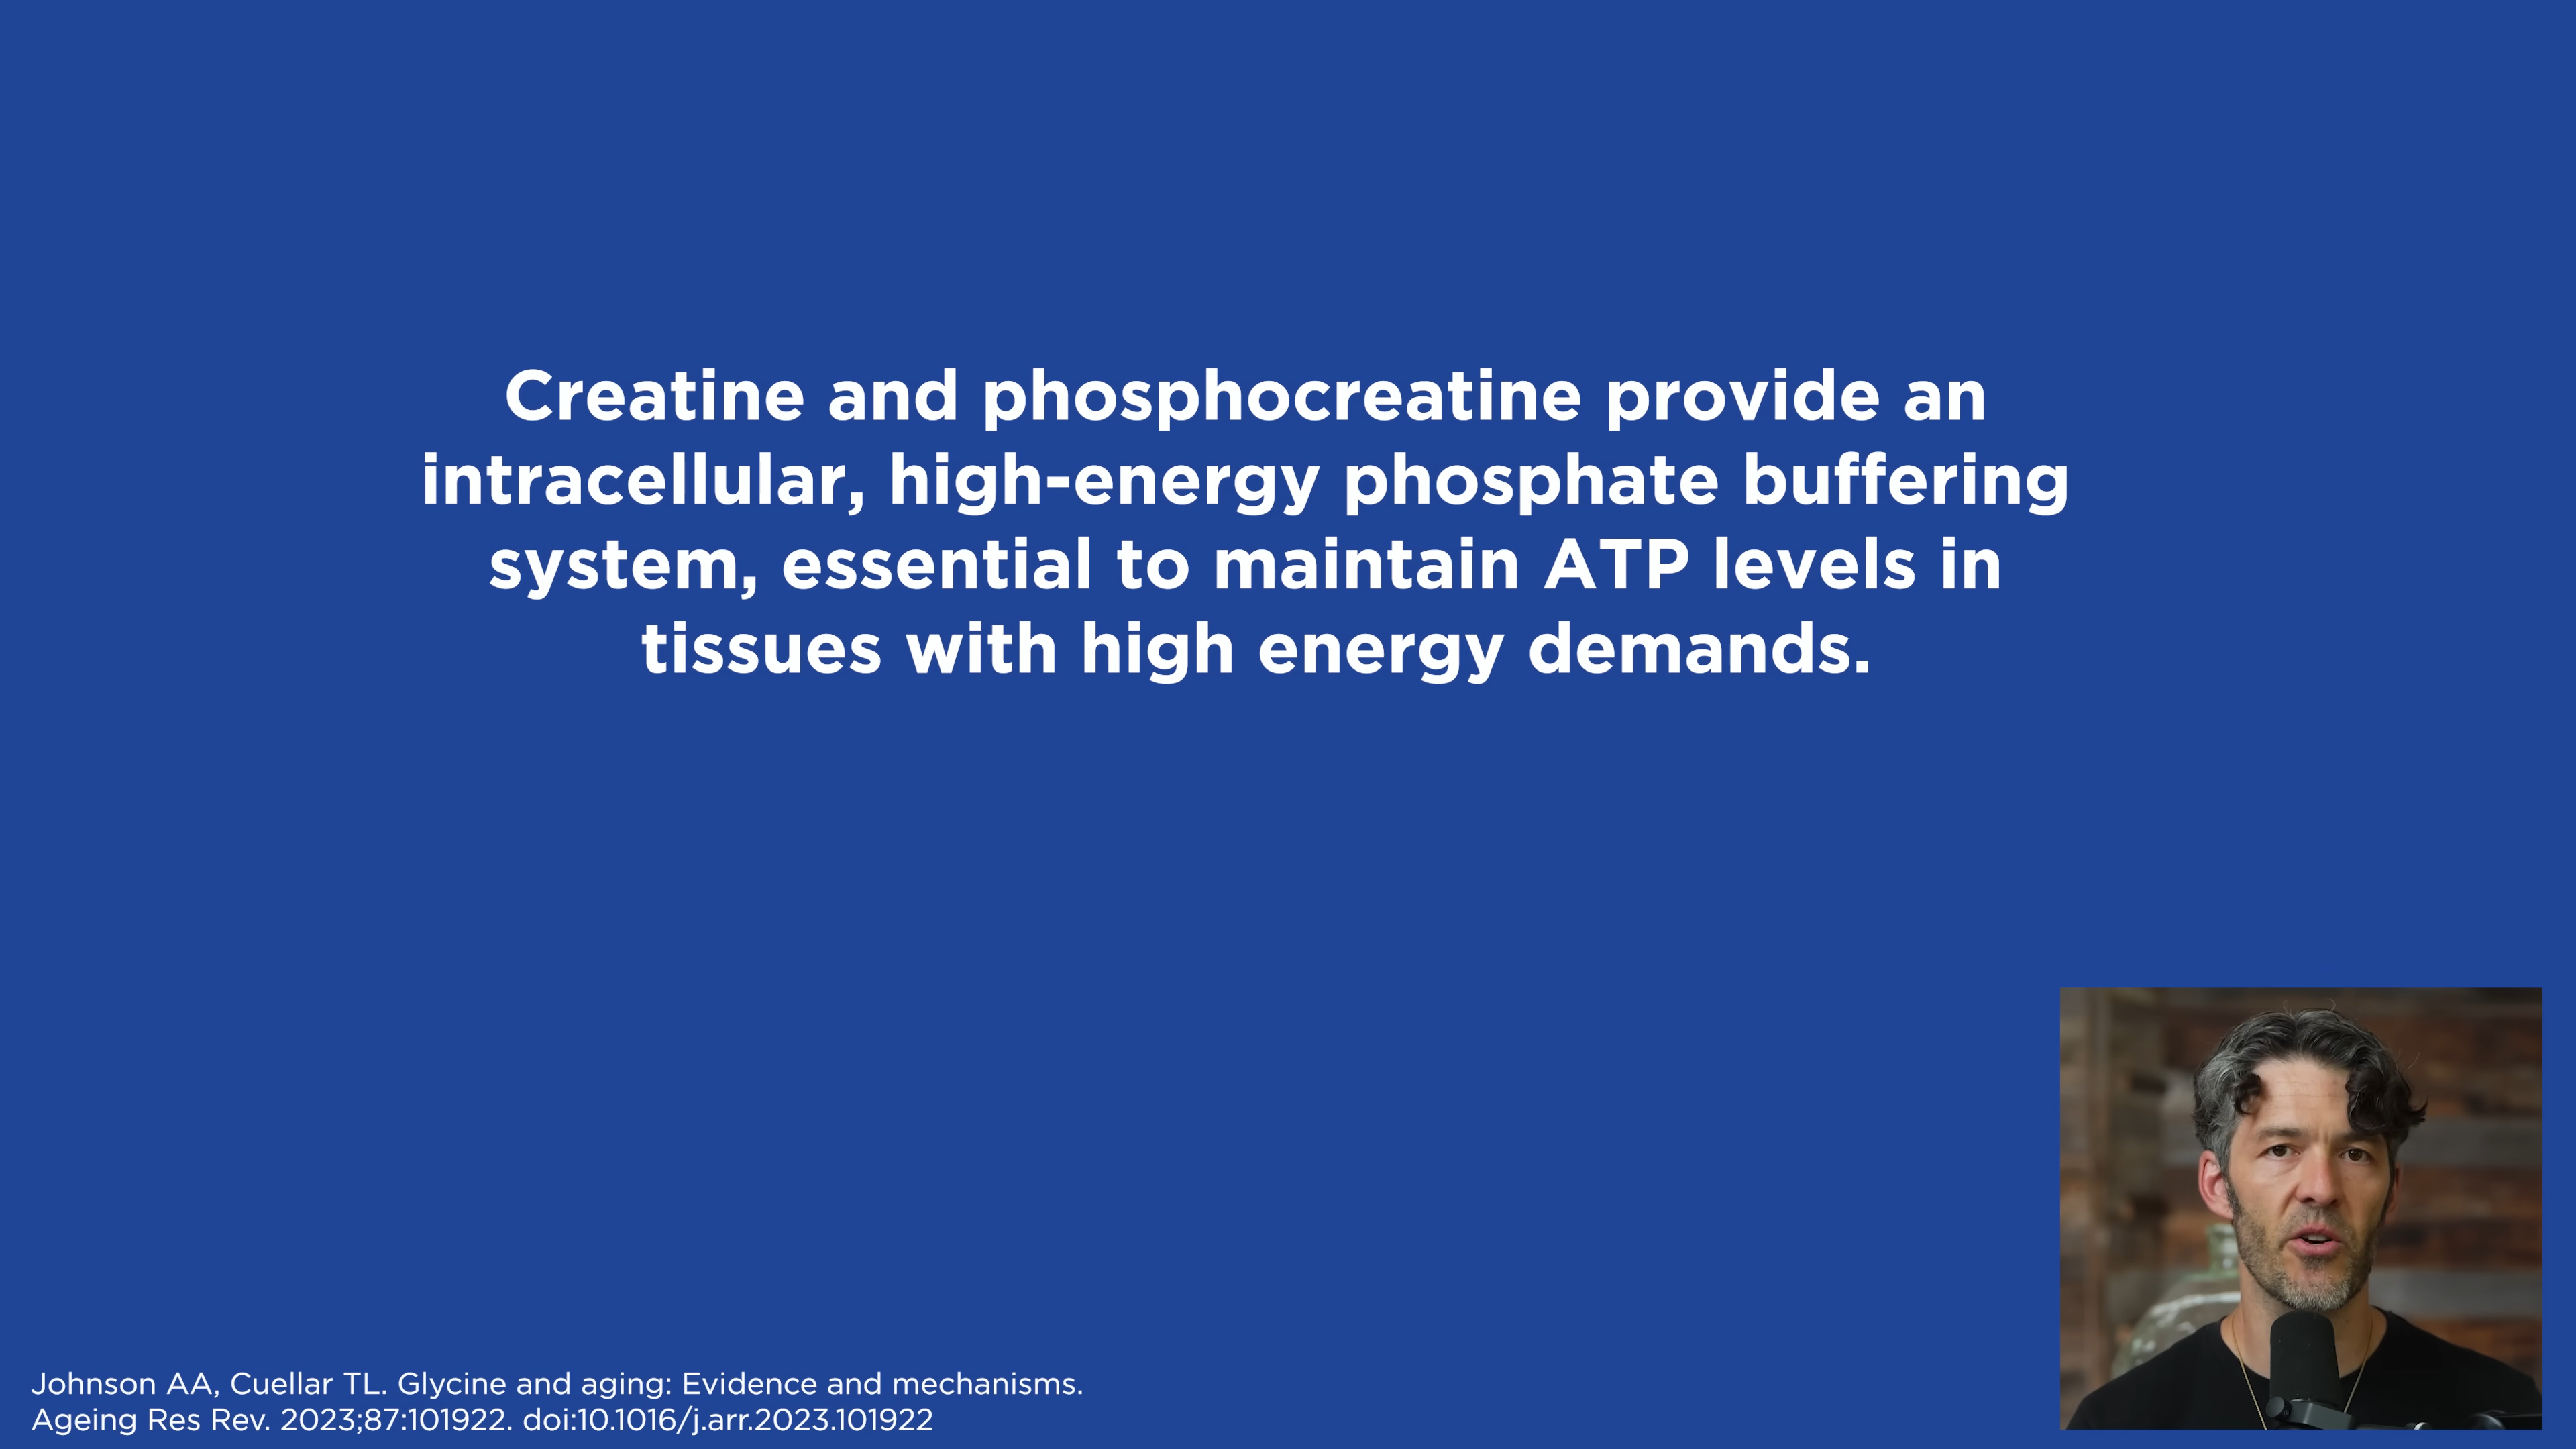 Creatine and phosphocreatine provide an
intracellular, high-energy phosphate buffering
system, essential to maintain ATP levels in
tissues with high energy demands.
Johnson AA, Cuellar TL. Glycine and aging: Evidence and mechanisms.
Ageing Res Rev. 2023;87:101922. doi:10.1016/j.arr.2023.101922